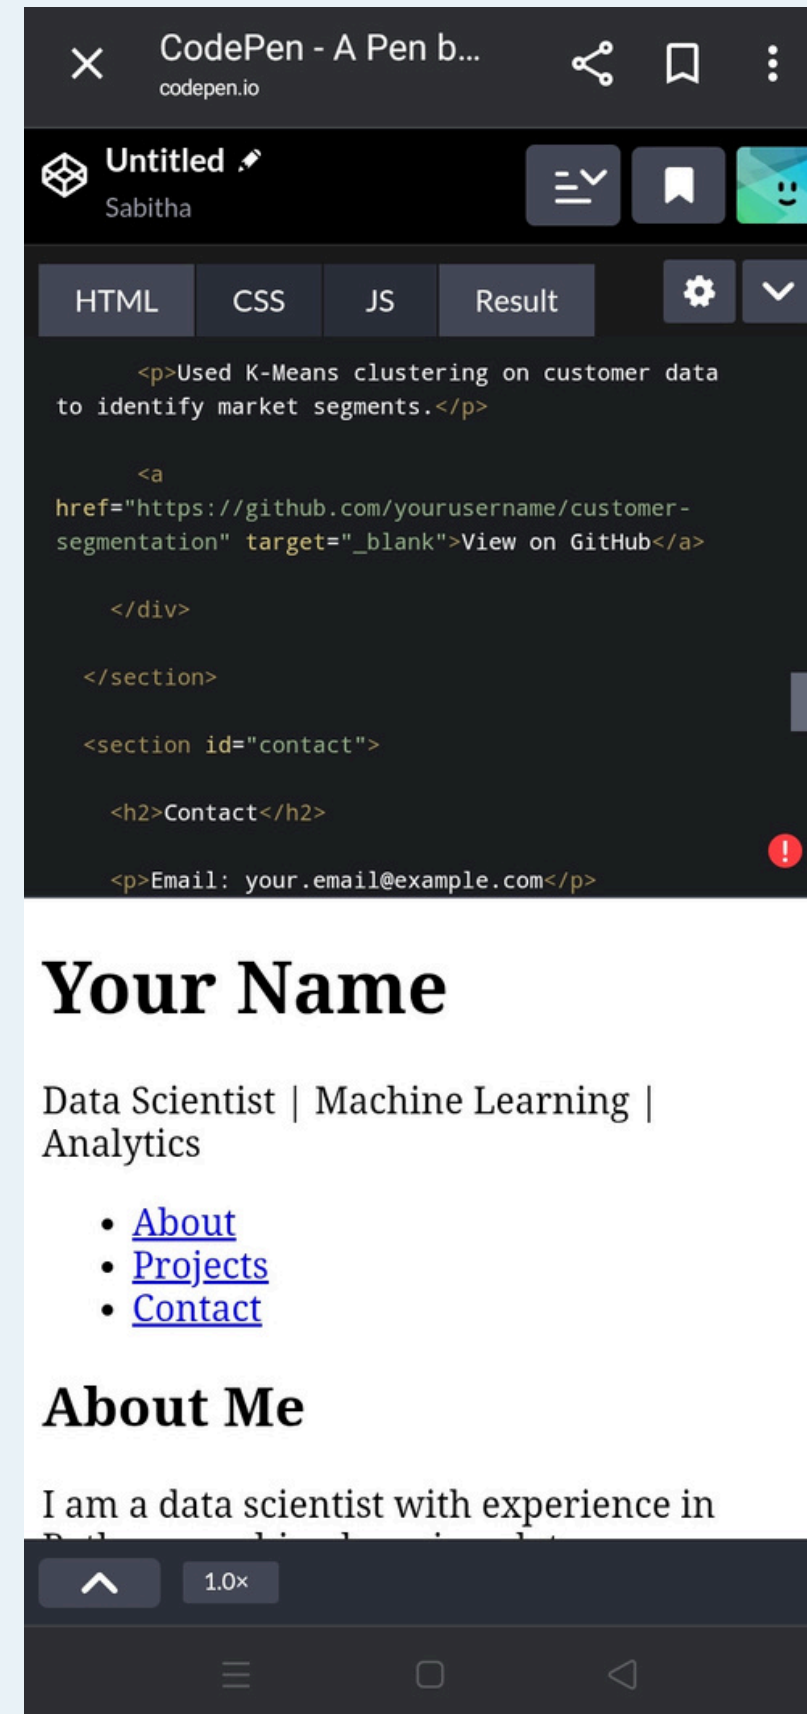 CodePen - A Pen b...
codepen.io
Untitled
Sabitha
HTML CSS JS Result
<p>Used K-Means clustering on customer data
to identify market segments.</p>
<a
href="https://github.com/yourusername/customer-
segmentation" target="_blank">View on GitHub</a>
</div>
</section>
<section id="contact">
<h2>Contact</h2>
<p>Email: your.email@example.com</p>
Your Name
Data Scientist | Machine Learning |
Analytics
• About
• Projects
• Contact
About Me
I am a data scientist with experience in
1.0×